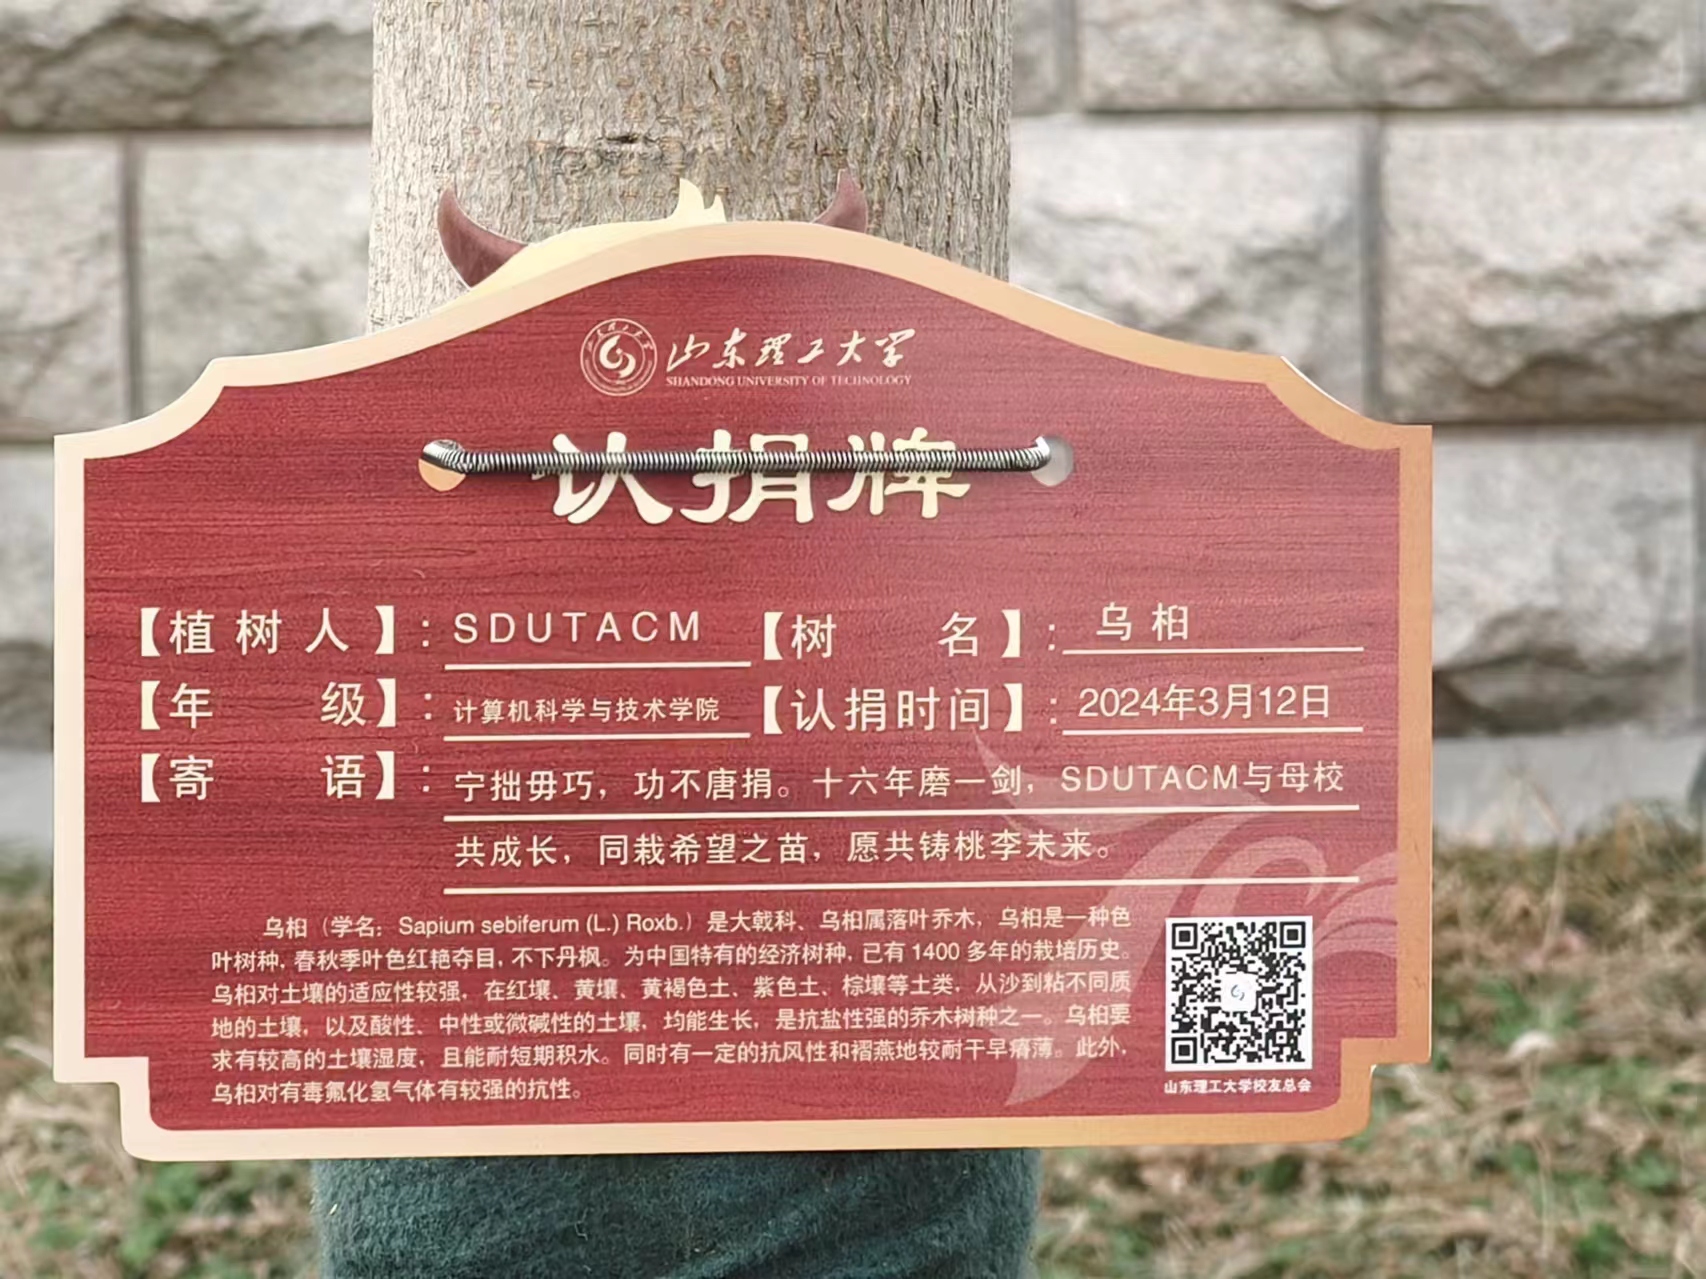 山东理工大学
SHANDONG UNIVERSITY OF TECHNOLOGY
认捐牌
【植树人】: SDUTACM 【树名】: 乌桕
【年级】: 计算机科学与技术学院 【认捐时间】: 2024年3月12日
【寄语】: 宁拙毋巧，功不唐捐。十六年磨一剑，SDUTACM与母校
共成长，同栽希望之苗，愿共铸桃李未来。
乌桕（学名：Sapium sebiferum (L.) Roxb.）是大戟科、乌桕属落叶乔木，乌桕是一种色
叶树种，春秋季叶色红艳夺目，不下丹枫。为中国特有的经济树种，已有1400多年的栽培历史。
乌桕对土壤的适应性较强，在红壤、黄壤、黄褐色土、紫色土、棕壤等土类，从沙到粘不同质
地的土壤，以及酸性、中性或微碱性的土壤，均能生长，是抗盐性强的乔木树种之一。乌桕要
求有较高的土壤湿度，且能耐短期积水。同时有一定的抗风性和褶燕地较耐干旱瘠薄。此外，
乌桕对有毒氟化氢气体有较强的抗性。
山东理工大学校友总会